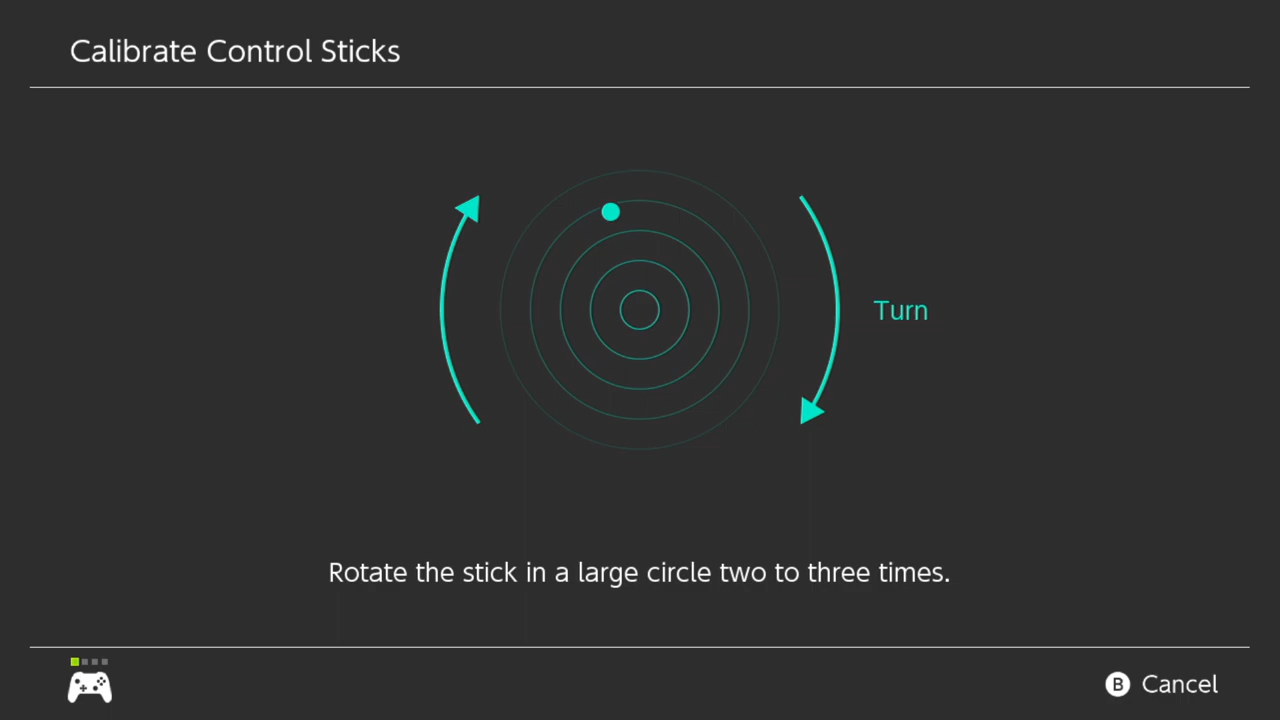 Calibrate Control Sticks
Turn
Rotate the stick in a large circle two to three times.
B Cancel